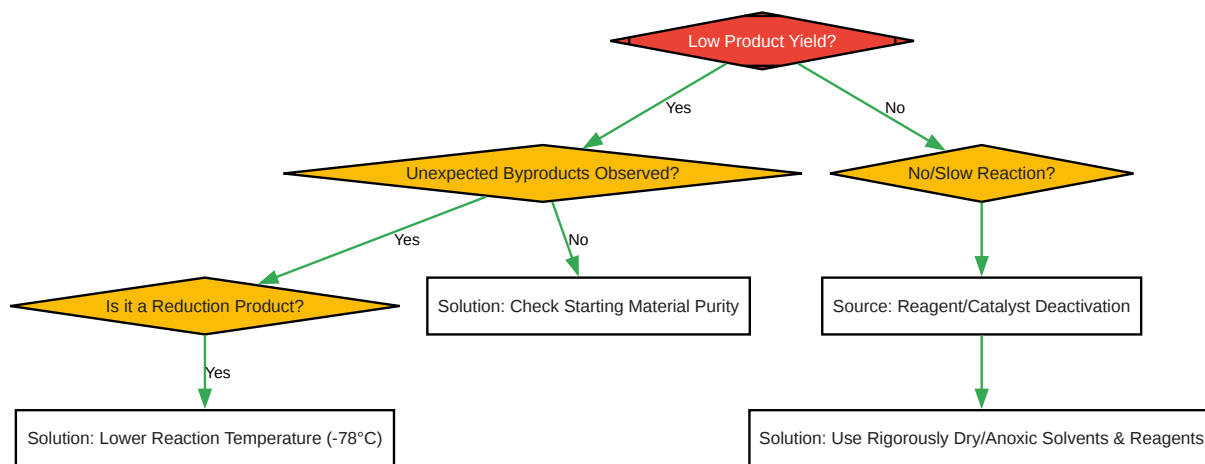 Low Product Yield?
Yes
No
Unexpected Byproducts Observed?
No/Slow Reaction?
Yes
No
Is it a Reduction Product?
Solution: Check Starting Material Purity
Source: Reagent/Catalyst Deactivation
Yes
Solution: Lower Reaction Temperature (-78°C)
Solution: Use Rigorously Dry/Anoxic Solvents & Reagents